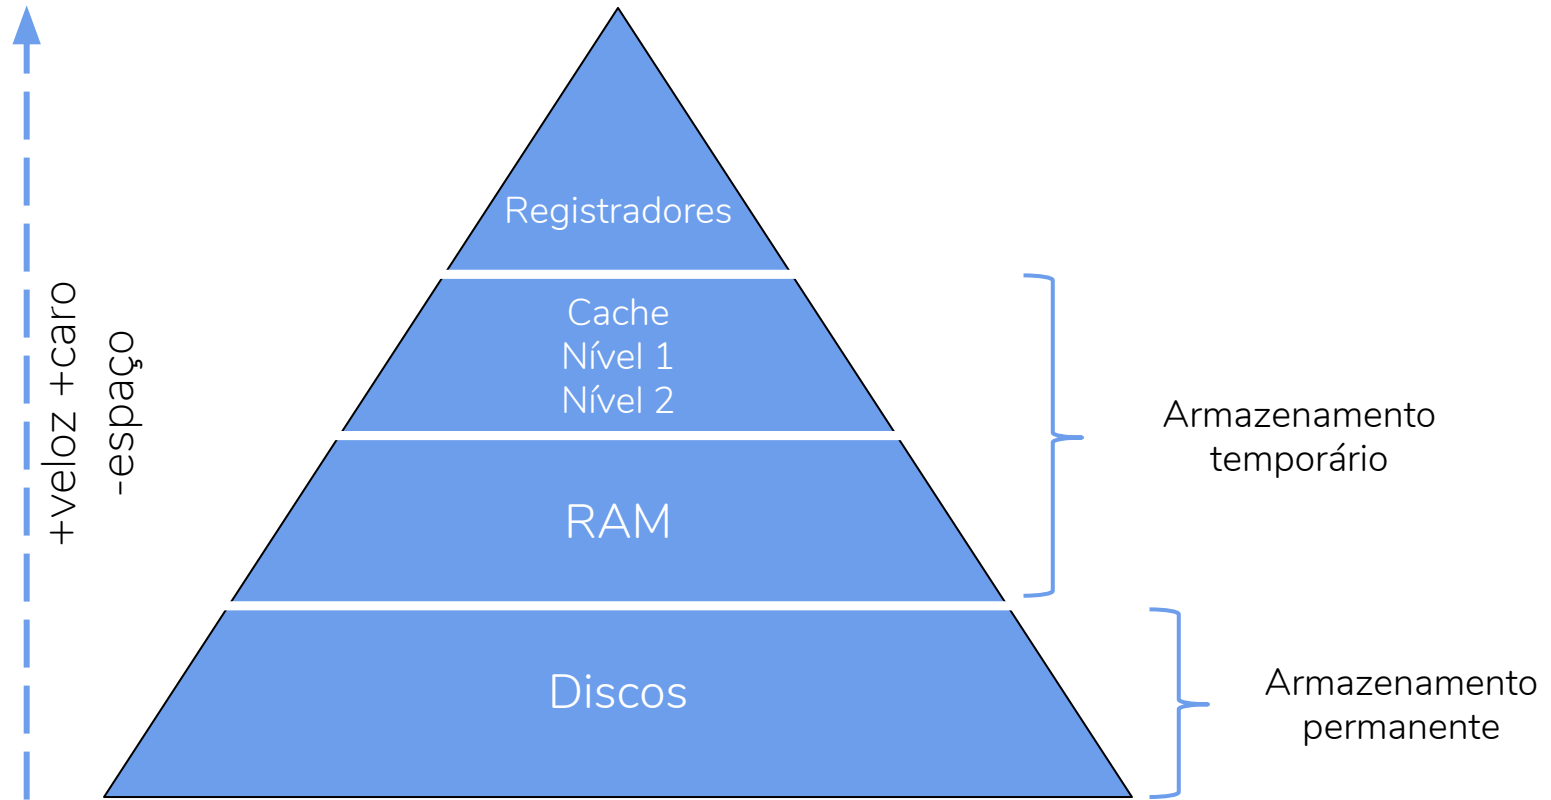 +veloz +caro
-espaço
Registradores
Cache
Nível 1
Nível 2
RAM
Discos
Armazenamento
temporário
Armazenamento
permanente